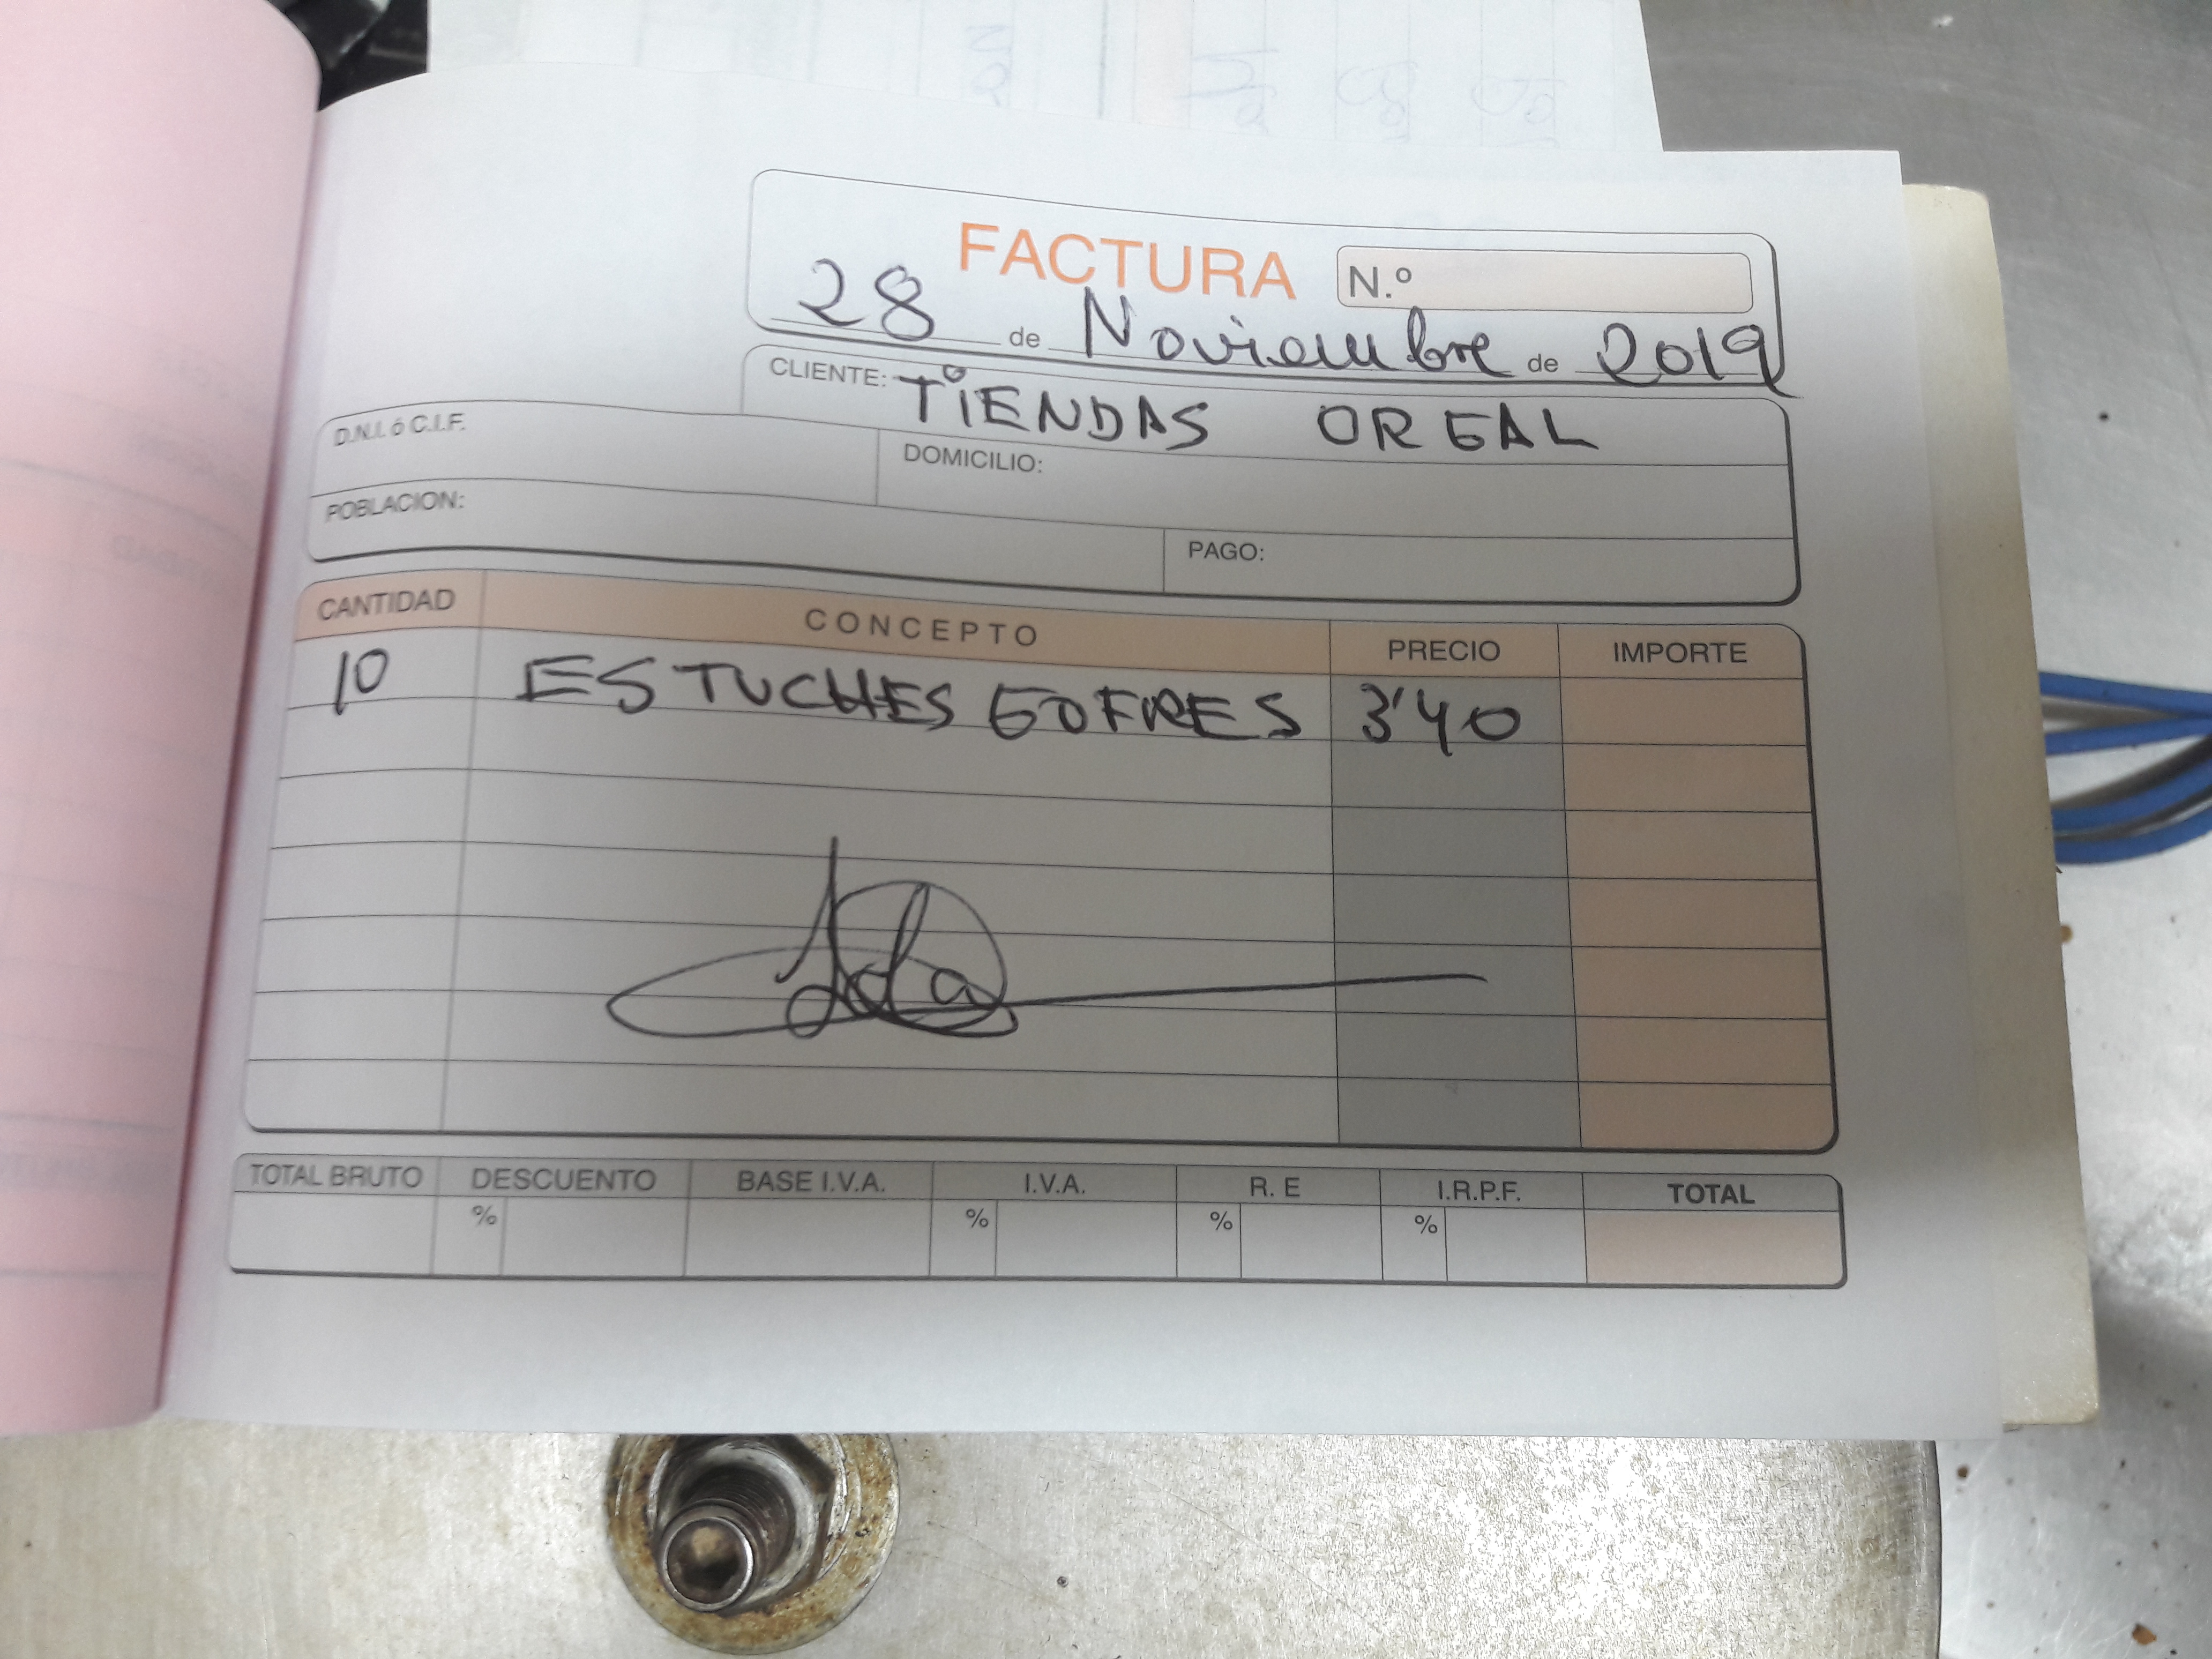 FACTURA N.º
28 de Noviembre de 2019
CLIENTE: TIENDAS OREAL
D.N.I. ó C.I.F.
DOMICILIO:
POBLACION:
PAGO:
CANTIDAD CONCEPTO PRECIO IMPORTE
10 ESTUCHES GOFRES 3'40
TOTAL BRUTO DESCUENTO BASE I.V.A. I.V.A. R. E I.R.P.F. TOTAL
% % % %